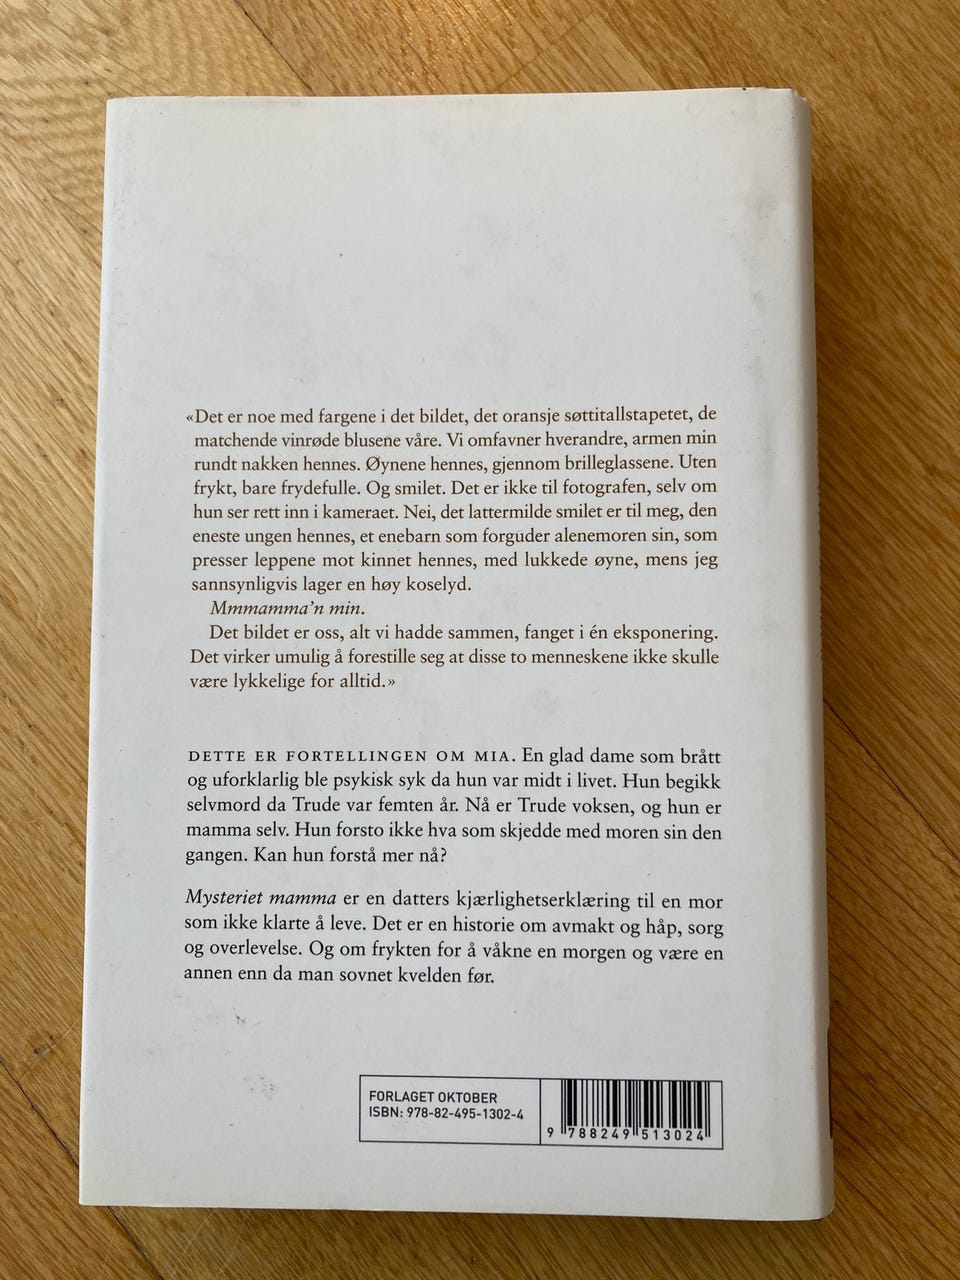 «Det er noe med fargene i det bildet, det oransje søttitallstapetet, de
matchende vinrøde blusene våre. Vi omfavner hverandre, armen min
rundt nakken hennes. Øynene hennes, gjennom brilleglassene. Uten
frykt, bare frydefulle. Og smilet. Det er ikke til fotografen, selv om
hun ser rett inn i kameraet. Nei, det lattermilde smilet er til meg, den
eneste ungen hennes, et enebarn som forguder alenemoren sin, som
presser leppene mot kinnet hennes, med lukkede øyne, mens jeg
sannsynligvis lager en høy koselyd.
Mmmamma’n min.
Det bildet er oss, alt vi hadde sammen, fanget i én eksponering.
Det virker umulig å forestille seg at disse to menneskene ikke skulle
være lykkelige for alltid.»
DETTE ER FORTELLINGEN OM MIA. En glad dame som brått
og uforklarlig ble psykisk syk da hun var midt i livet. Hun begikk
selvmord da Trude var femten år. Nå er Trude voksen, og hun er
mamma selv. Hun forsto ikke hva som skjedde med moren sin den
gangen. Kan hun forstå mer nå?
Mysteriet mamma er en datters kjærlighetserklæring til en mor
som ikke klarte å leve. Det er en historie om avmakt og håp, sorg
og overlevelse. Og om frykten for å våkne en morgen og være en
annen enn da man sovnet kvelden før.
FORLAGET OKTOBER
ISBN: 978-82-495-1302-4
9 788249 513024